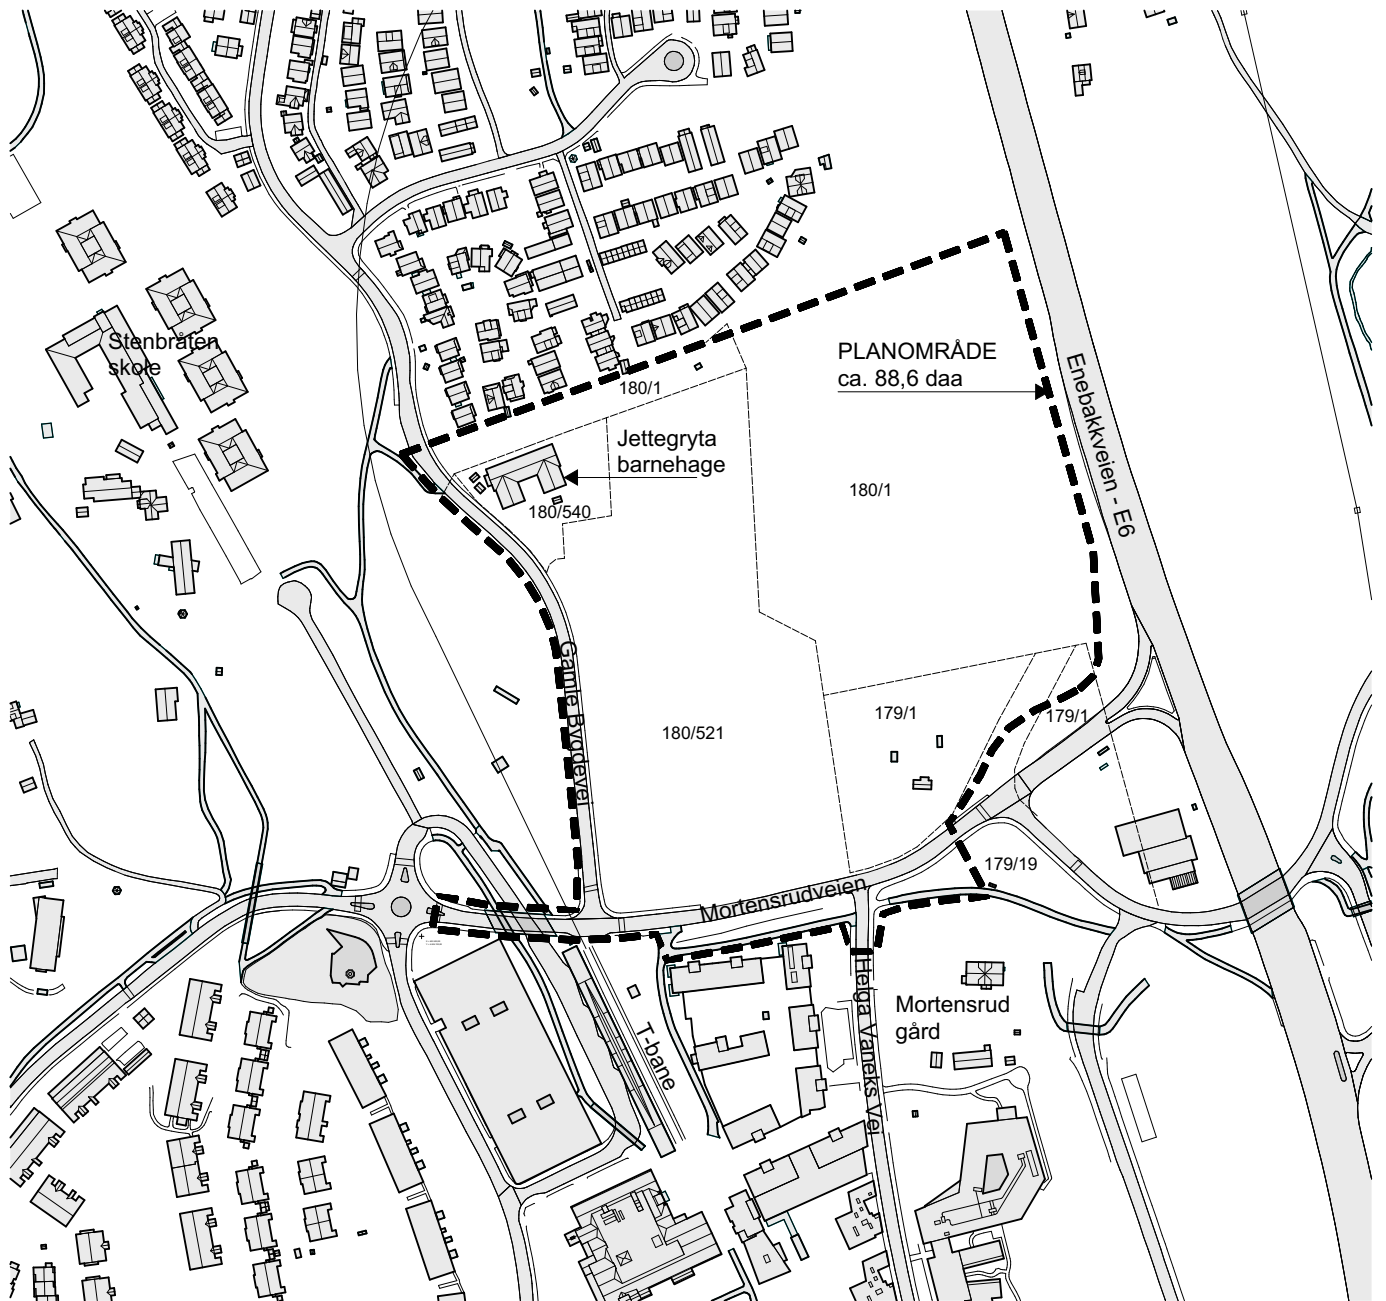 Stenbråten
skole
PLANOMRÅDE
ca. 88,6 daa
Enebakkveien - E6
180/1
Jettegryta
barnehage
180/1
180/540
Gamle Bygdevei
179/1
179/1
180/521
179/19
Mortensrudveien
Mortensrud
gård
T-bane
Helga Vaneks Vei